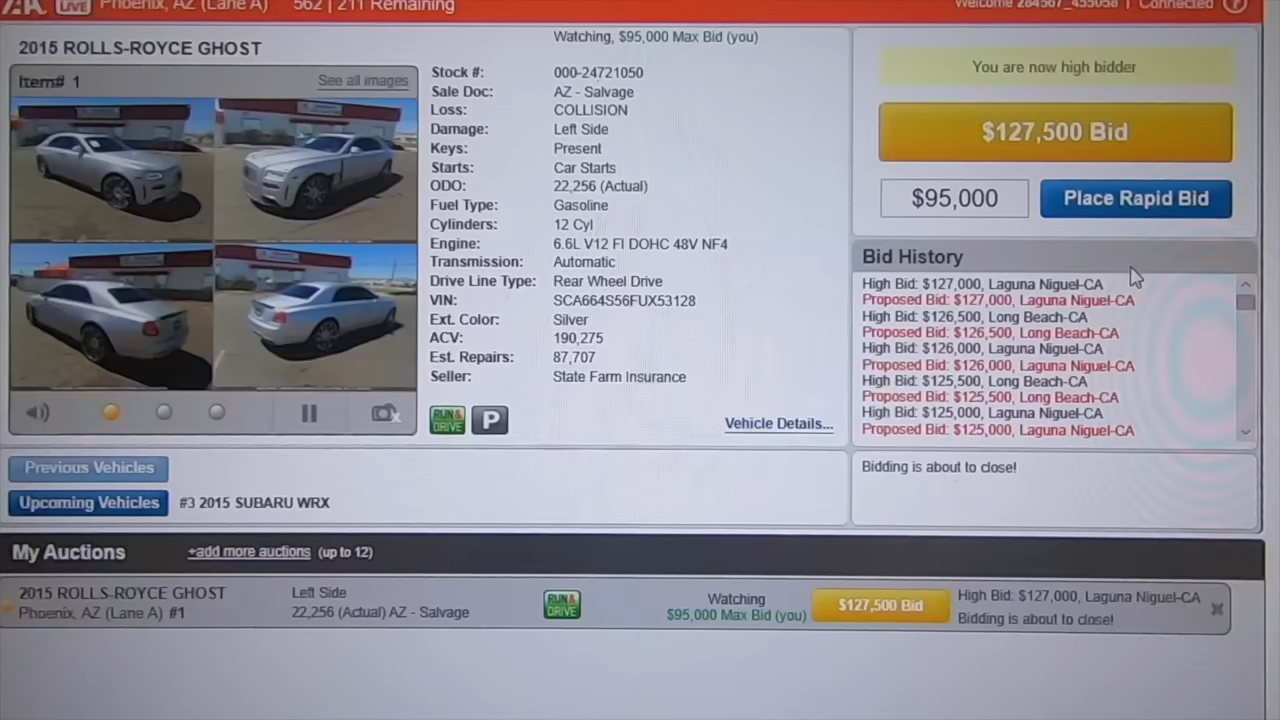 LIVE Phoenix, AZ (Lane A) 562 | 211 Remaining
Welcome 284567_455058 | Connected ?
2015 ROLLS-ROYCE GHOST
Watching, $95,000 Max Bid (you)
Item# 1 See all images
Stock #: 000-24721050
Sale Doc: AZ - Salvage
Loss: COLLISION
Damage: Left Side
Keys: Present
Starts: Car Starts
ODO: 22,256 (Actual)
Fuel Type: Gasoline
Cylinders: 12 Cyl
Engine: 6.6L V12 FI DOHC 48V NF4
Transmission: Automatic
Drive Line Type: Rear Wheel Drive
VIN: SCA664S56FUX53128
Ext. Color: Silver
ACV: 190,275
Est. Repairs: 87,707
Seller: State Farm Insurance
RUN& DRIVE P Vehicle Details...
You are now high bidder
$127,500 Bid
$95,000 Place Rapid Bid
Bid History
High Bid: $127,000, Laguna Niguel-CA
Proposed Bid: $127,000, Laguna Niguel-CA
High Bid: $126,500, Long Beach-CA
Proposed Bid: $126,500, Long Beach-CA
High Bid: $126,000, Laguna Niguel-CA
Proposed Bid: $126,000, Laguna Niguel-CA
High Bid: $125,500, Long Beach-CA
Proposed Bid: $125,500, Long Beach-CA
High Bid: $125,000, Laguna Niguel-CA
Proposed Bid: $125,000, Laguna Niguel-CA
Bidding is about to close!
Previous Vehicles
Upcoming Vehicles #3 2015 SUBARU WRX
My Auctions +add more auctions (up to 12)
2015 ROLLS-ROYCE GHOST
Phoenix, AZ (Lane A) #1
Left Side
22,256 (Actual) AZ - Salvage
RUN& DRIVE
Watching
$95,000 Max Bid (you)
$127,500 Bid
High Bid: $127,000, Laguna Niguel-CA
Bidding is about to close!